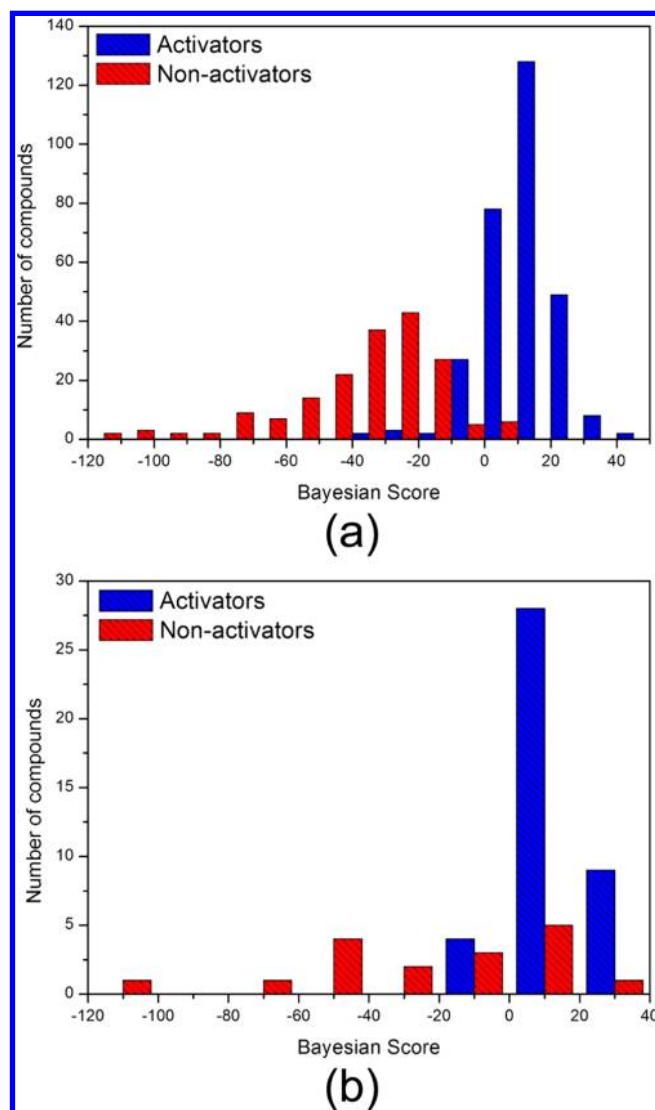 140
120
100
80
60
40
20
0
Number of compounds
Activators
Non-activators
-120 -100 -80 -60 -40 -20 0 20 40
Bayesian Score
(a)
30
25
20
15
10
5
0
Number of compounds
Activators
Non-activators
-120 -100 -80 -60 -40 -20 0 20 40
Bayesian Score
(b)